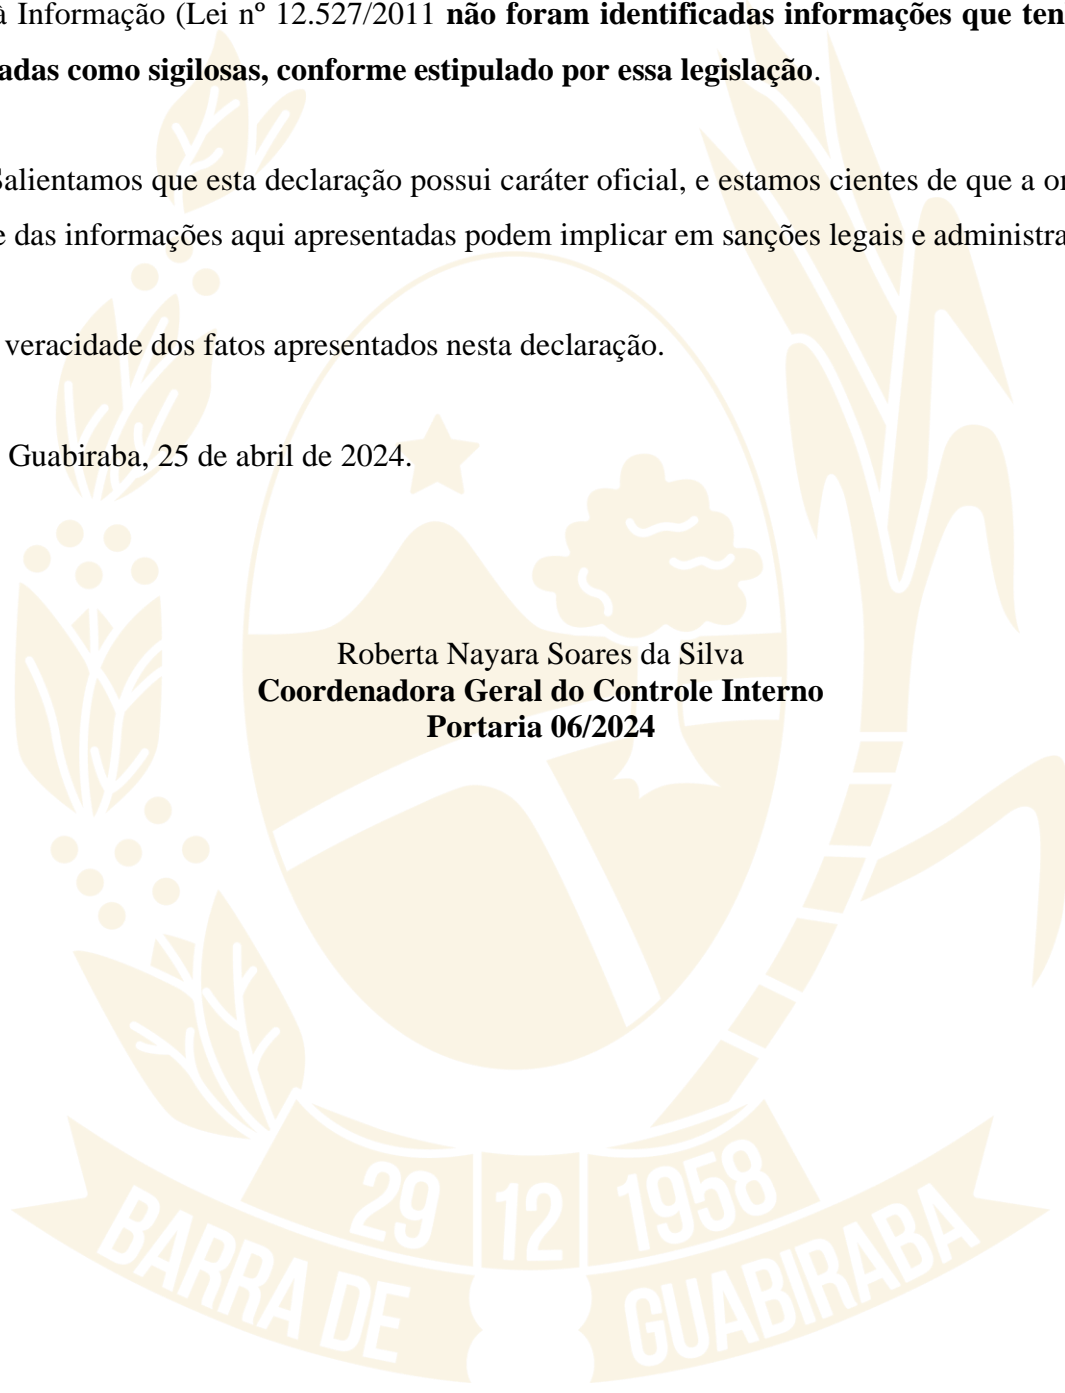 à Informação (Lei nº 12.527/2011 não foram identificadas informações que ten
adas como sigilosas, conforme estipulado por essa legislação.
Salientamos que esta declaração possui caráter oficial, e estamos cientes de que a o
e das informações aqui apresentadas podem implicar em sanções legais e administra
veracidade dos fatos apresentados nesta declaração.
Guabiraba, 25 de abril de 2024.
Roberta Nayara Soares da Silva
Coordenadora Geral do Controle Interno
Portaria 06/2024
29 12 1958
BARRA DE GUABIRABA